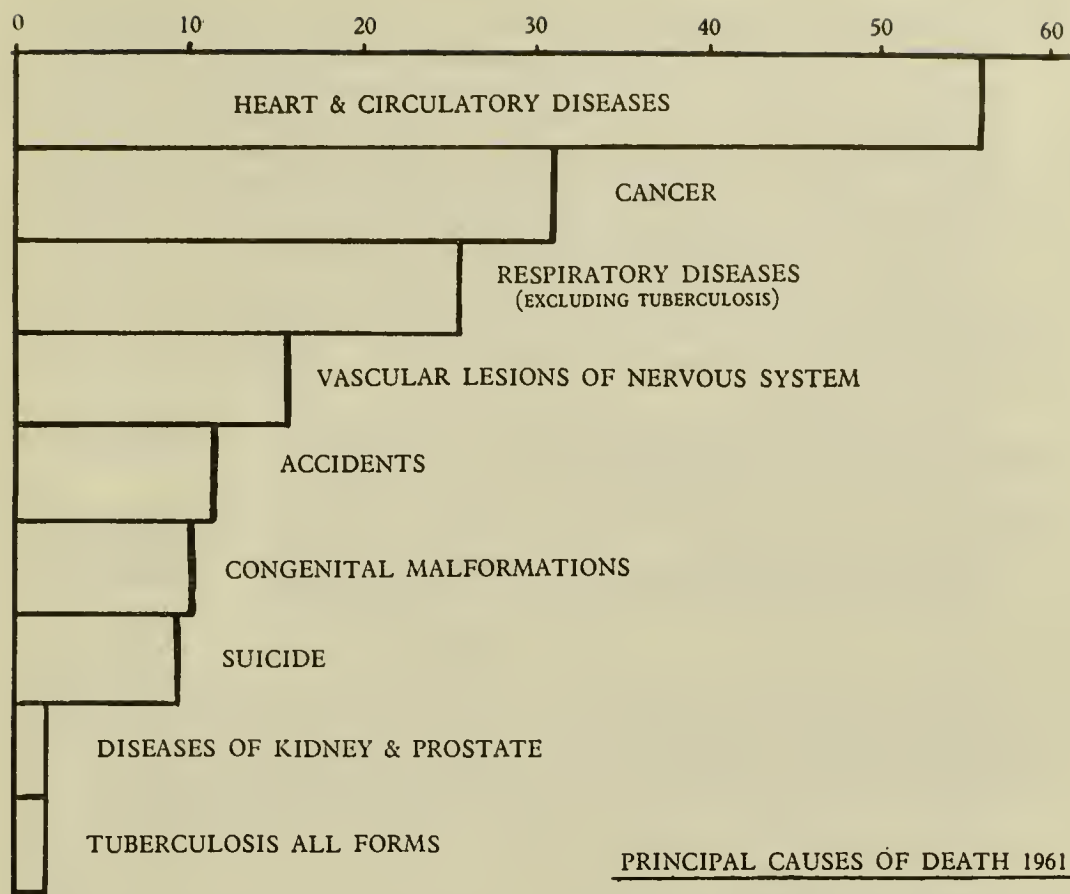 0 10 20 30 40 50 60
HEART & CIRCULATORY DISEASES
CANCER
RESPIRATORY DISEASES
(EXCLUDING TUBERCULOSIS)
VASCULAR LESIONS OF NERVOUS SYSTEM
ACCIDENTS
CONGENITAL MALFORMATIONS
SUICIDE
DISEASES OF KIDNEY & PROSTATE
TUBERCULOSIS ALL FORMS
PRINCIPAL CAUSES OF DEATH 1961